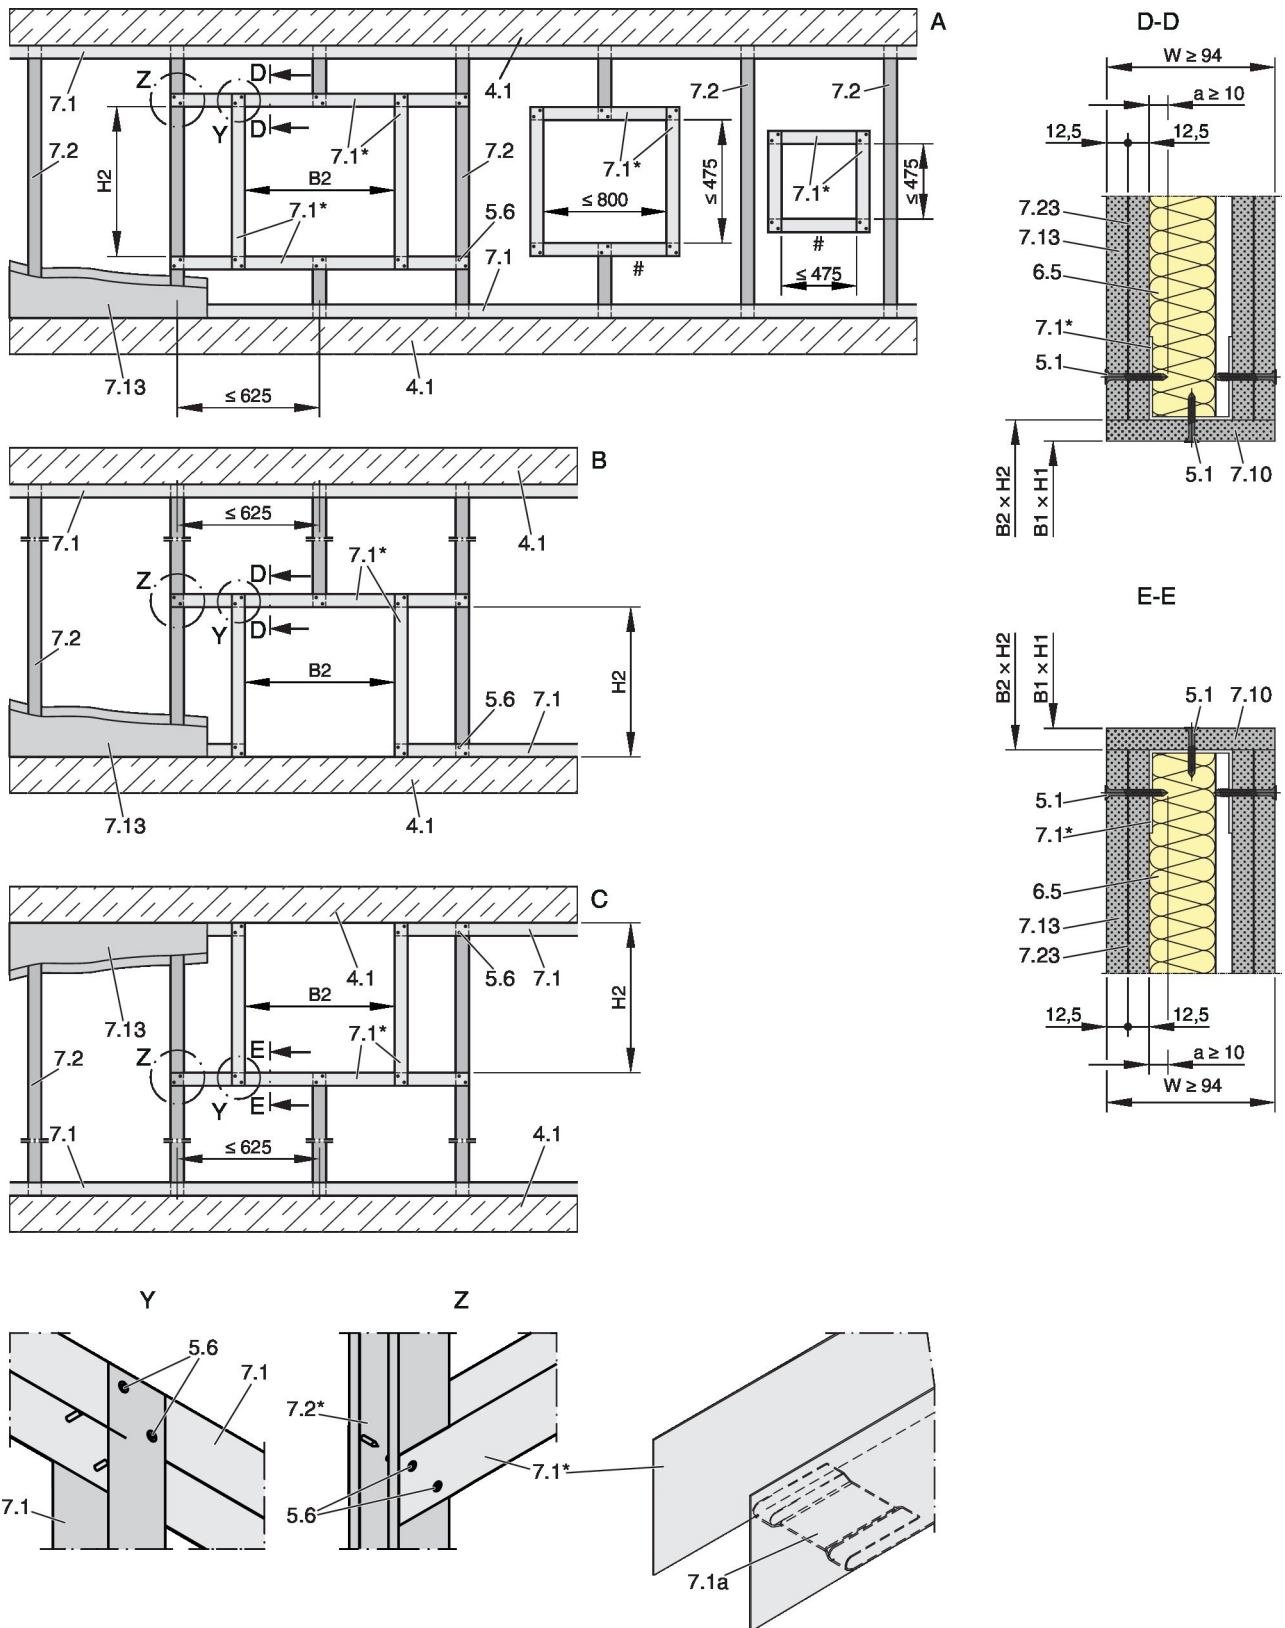 A
Z
D
7.1
4.1
7.2
7.2
Y
D
7.1*
7.2
H2
B2
7.2
7.1*
≤ 475
7.1*
≤ 475
7.1*
≤ 800
5.6
7.1
#
#
≤ 475
7.13
4.1
≤ 625
B
≤ 625
7.1
4.1
7.1*
Z
D
Y
D
7.2
B2
H2
5.6
7.1
7.13
4.1
C
4.1
5.6
7.1
B2
H2
7.13
7.1*
7.2
Z
E
Y
E
7.1
≤ 625
4.1
D-D
W ≥ 94
a ≥ 10
12,5
12,5
7.23
7.13
6.5
7.1*
5.1
5.1
7.10
B2 × H2
B1 × H1
E-E
B2 × H2
B1 × H1
5.1
7.10
5.1
7.1*
6.5
7.13
7.23
12,5
12,5
a ≥ 10
W ≥ 94
Y
5.6
7.1
7.1
Z
7.2*
7.1*
5.6
7.1a